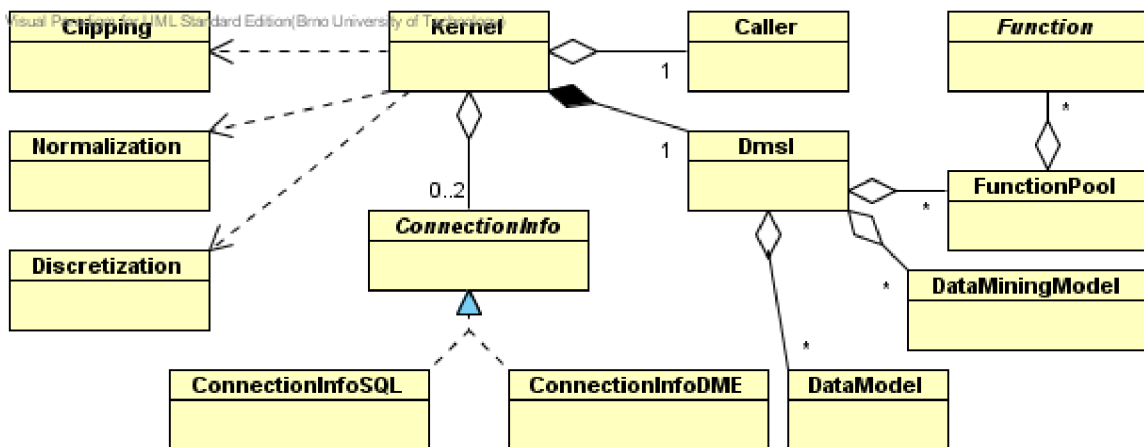 Visual Paradigm for UML Standard Edition(Brno University of Technology)
Clipping
Kernel
Caller
Function
1
*
Normalization
Dmsl
1
FunctionPool
*
0..2
ConnectionInfo
Discretization
DataMiningModel
*
*
ConnectionInfoSQL
ConnectionInfoDME
DataModel